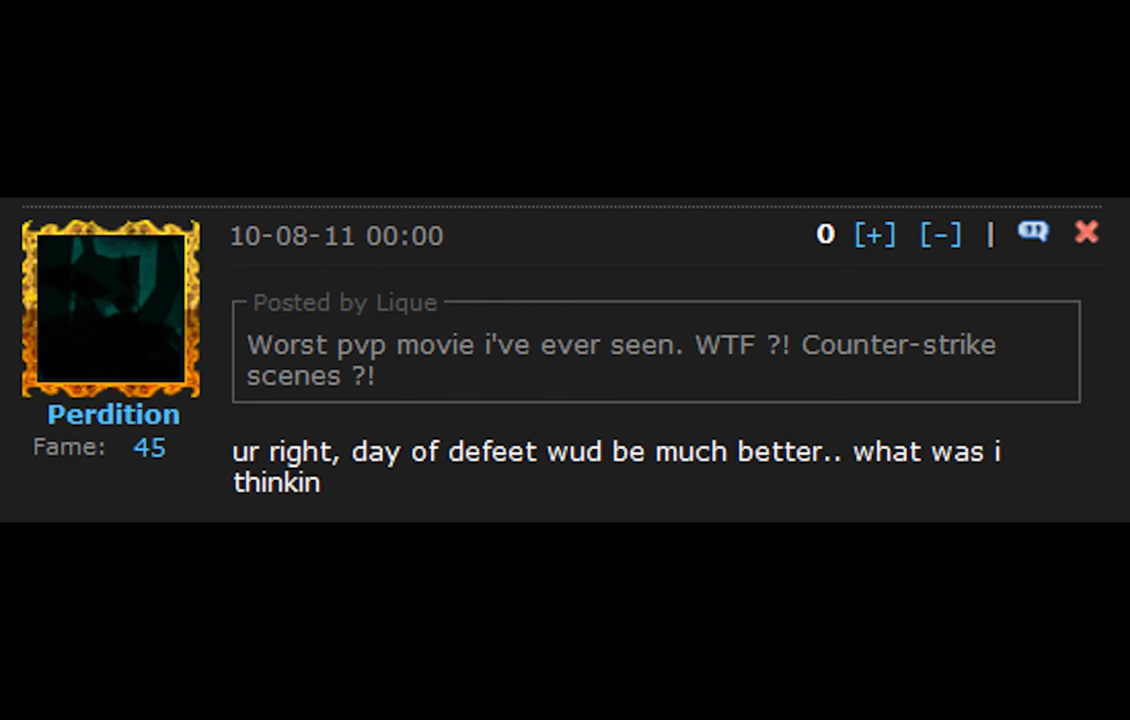 10-08-11 00:00
0 [+] [-] |
Posted by Lique
Worst pvp movie i've ever seen. WTF ?! Counter-strike
scenes ?!
Perdition
Fame: 45
ur right, day of defeet wud be much better.. what was i
thinkin